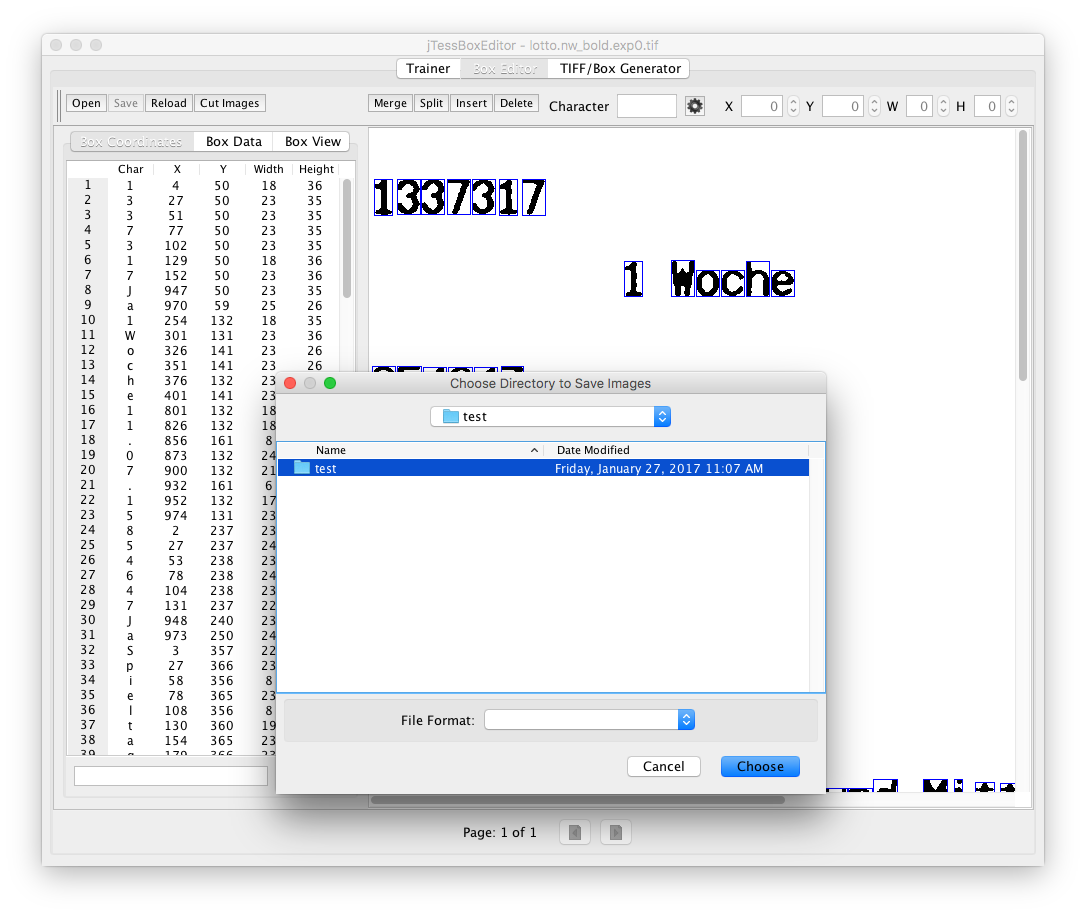 jTessBoxEditor - lotto.nw_bold.exp0.tif
Trainer Box Editor TIFF/Box Generator
Open Save Reload Cut Images Merge Split Insert Delete Character X 0 Y 0 W 0 H 0
Box Coordinates Box Data Box View
Char X Y Width Height
1 1 4 50 18 36
2 3 27 50 23 35
3 3 51 50 23 35
4 7 77 50 23 35
5 3 102 50 23 35
6 1 129 50 18 36
7 7 152 50 23 36
8 J 947 50 23 35
9 a 970 59 25 26
10 1 254 132 18 35
11 W 301 131 23 36
12 o 326 141 23 26
13 c 351 141 23 26
14 h 376 132 23
15 e 401 141 23
16 1 801 132 18
17 1 826 132 18
18 . 856 161 8
19 0 873 132 24
20 7 900 132 21
21 . 932 161 6
22 1 952 132 17
23 5 974 131 23
24 8 2 237 23
25 5 27 237 24
26 4 53 238 23
27 6 78 238 24
28 4 104 238 23
29 7 131 237 22
30 J 948 240 23
31 a 973 250 24
32 S 3 357 22
33 p 27 366 23
34 i 58 356 8
35 e 78 365 23
36 l 108 356 8
37 t 130 360 19
38 a 154 365 23
1337317
1 Woche
Choose Directory to Save Images
test
Name Date Modified
test Friday, January 27, 2017 11:07 AM
File Format:
Cancel Choose
Page: 1 of 1